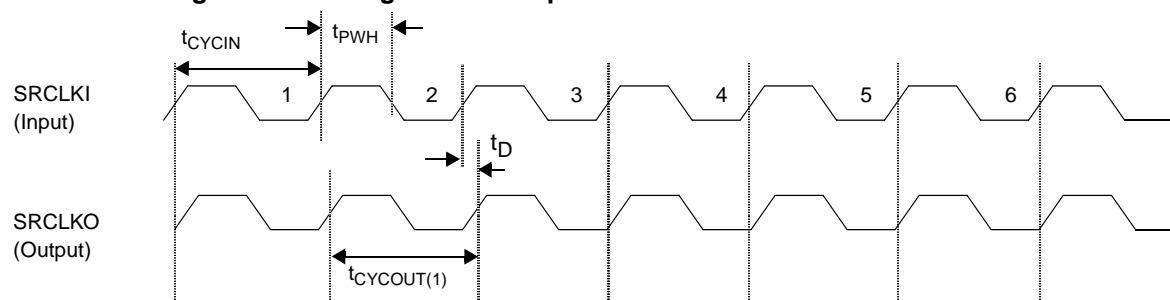 tCYCIN
tPWH
SRCLKI
(Input)
1 2 3 4 5 6
tD
SRCLKO
(Output)
tCYCOUT(1)